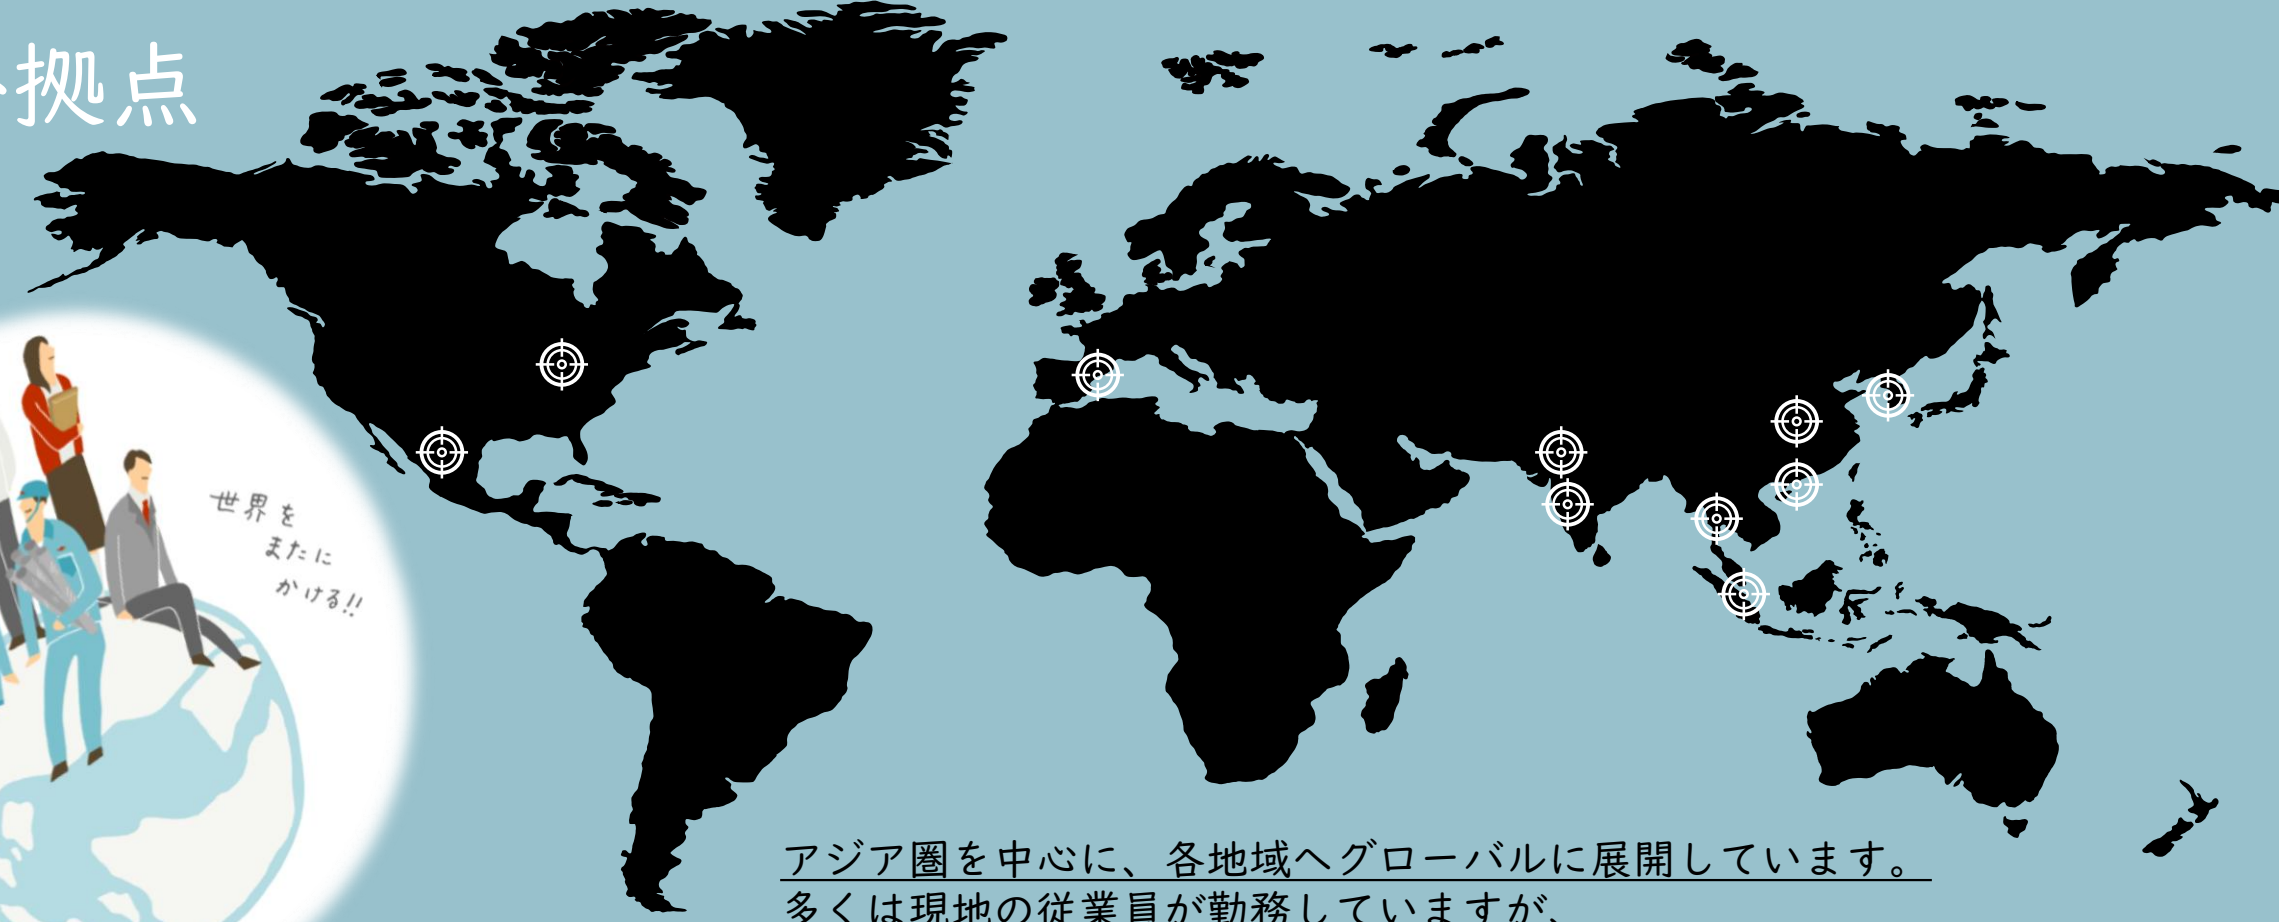 拠点
世界を
またに
かける!!
アジア圏を中心に、各地域へグローバルに展開しています。
多くは現地の従業員が勤務していますが、